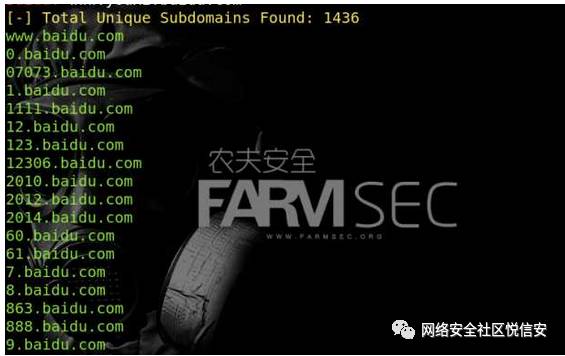 [-] Total Unique Subdomains Found: 1436
www.baidu.com
0.baidu.com
07073.baidu.com
1.baidu.com
1111.baidu.com
12.baidu.com
123.baidu.com
12306.baidu.com
2010.baidu.com
2012.baidu.com
2014.baidu.com
60.baidu.com
61.baidu.com
7.baidu.com
8.baidu.com
863.baidu.com
888.baidu.com
9.baidu.com
农夫安全
FARMSEC
WWW.FARMSEC.ORG
网络安全社区悦信安